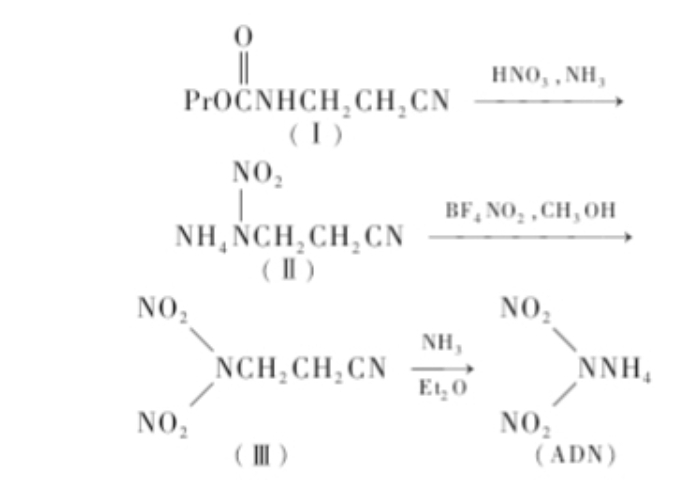 O
PrOCNHCH₂CH₂CN HNO₃,NH₃
(Ⅰ)
NO₂
NH₄NCH₂CH₂CN BF₄NO₂,CH₃OH
(Ⅱ)
NO₂ NO₂
NCH₂CH₂CN NH₃ NNH₄
Et₂O
NO₂ NO₂
(Ⅲ) (ADN)